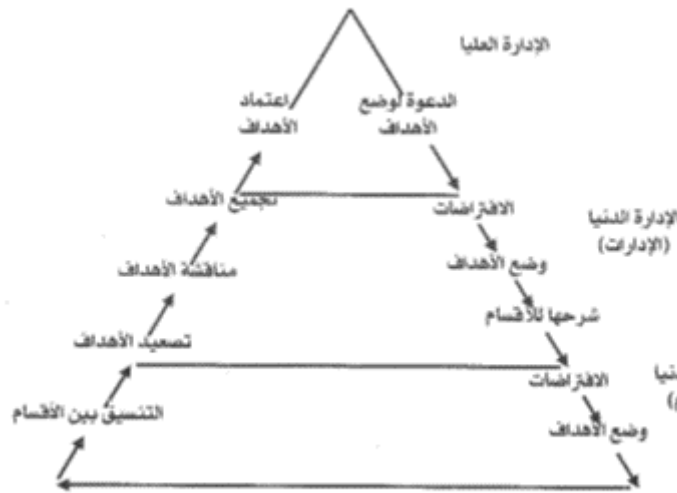 الإدارة العليا
اعتماد
الأهداف
الدعوة لوضع
الأهداف
تجميع الأهداف
الافتراضات
الإدارة الدنيا
(الإدارات)
مناقشة الأهداف
وضع الأهداف
شرحها للأقسام
تصعيد الأهداف
الافتراضات
التنسيق بين الأقسام
وضع الأهداف